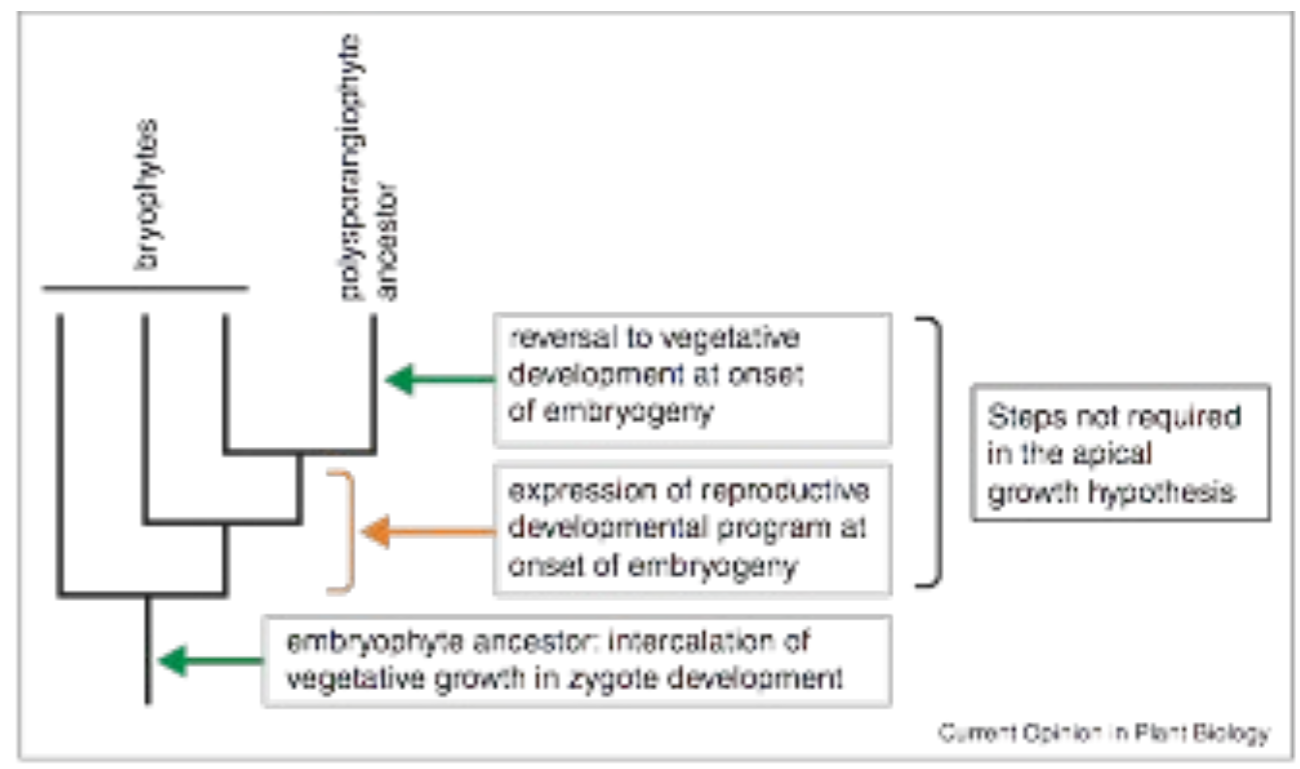 bryophytes
polysporangiophyte
ancestor
reversal to vegetative
development at onset
of embryogeny
expression of reproductive
developmental program at
onset of embryogeny
Steps not required
in the apical
growth hypothesis
embryophyte ancestor: intercalation of
vegetative growth in zygote development
Current Opinion in Plant Biology